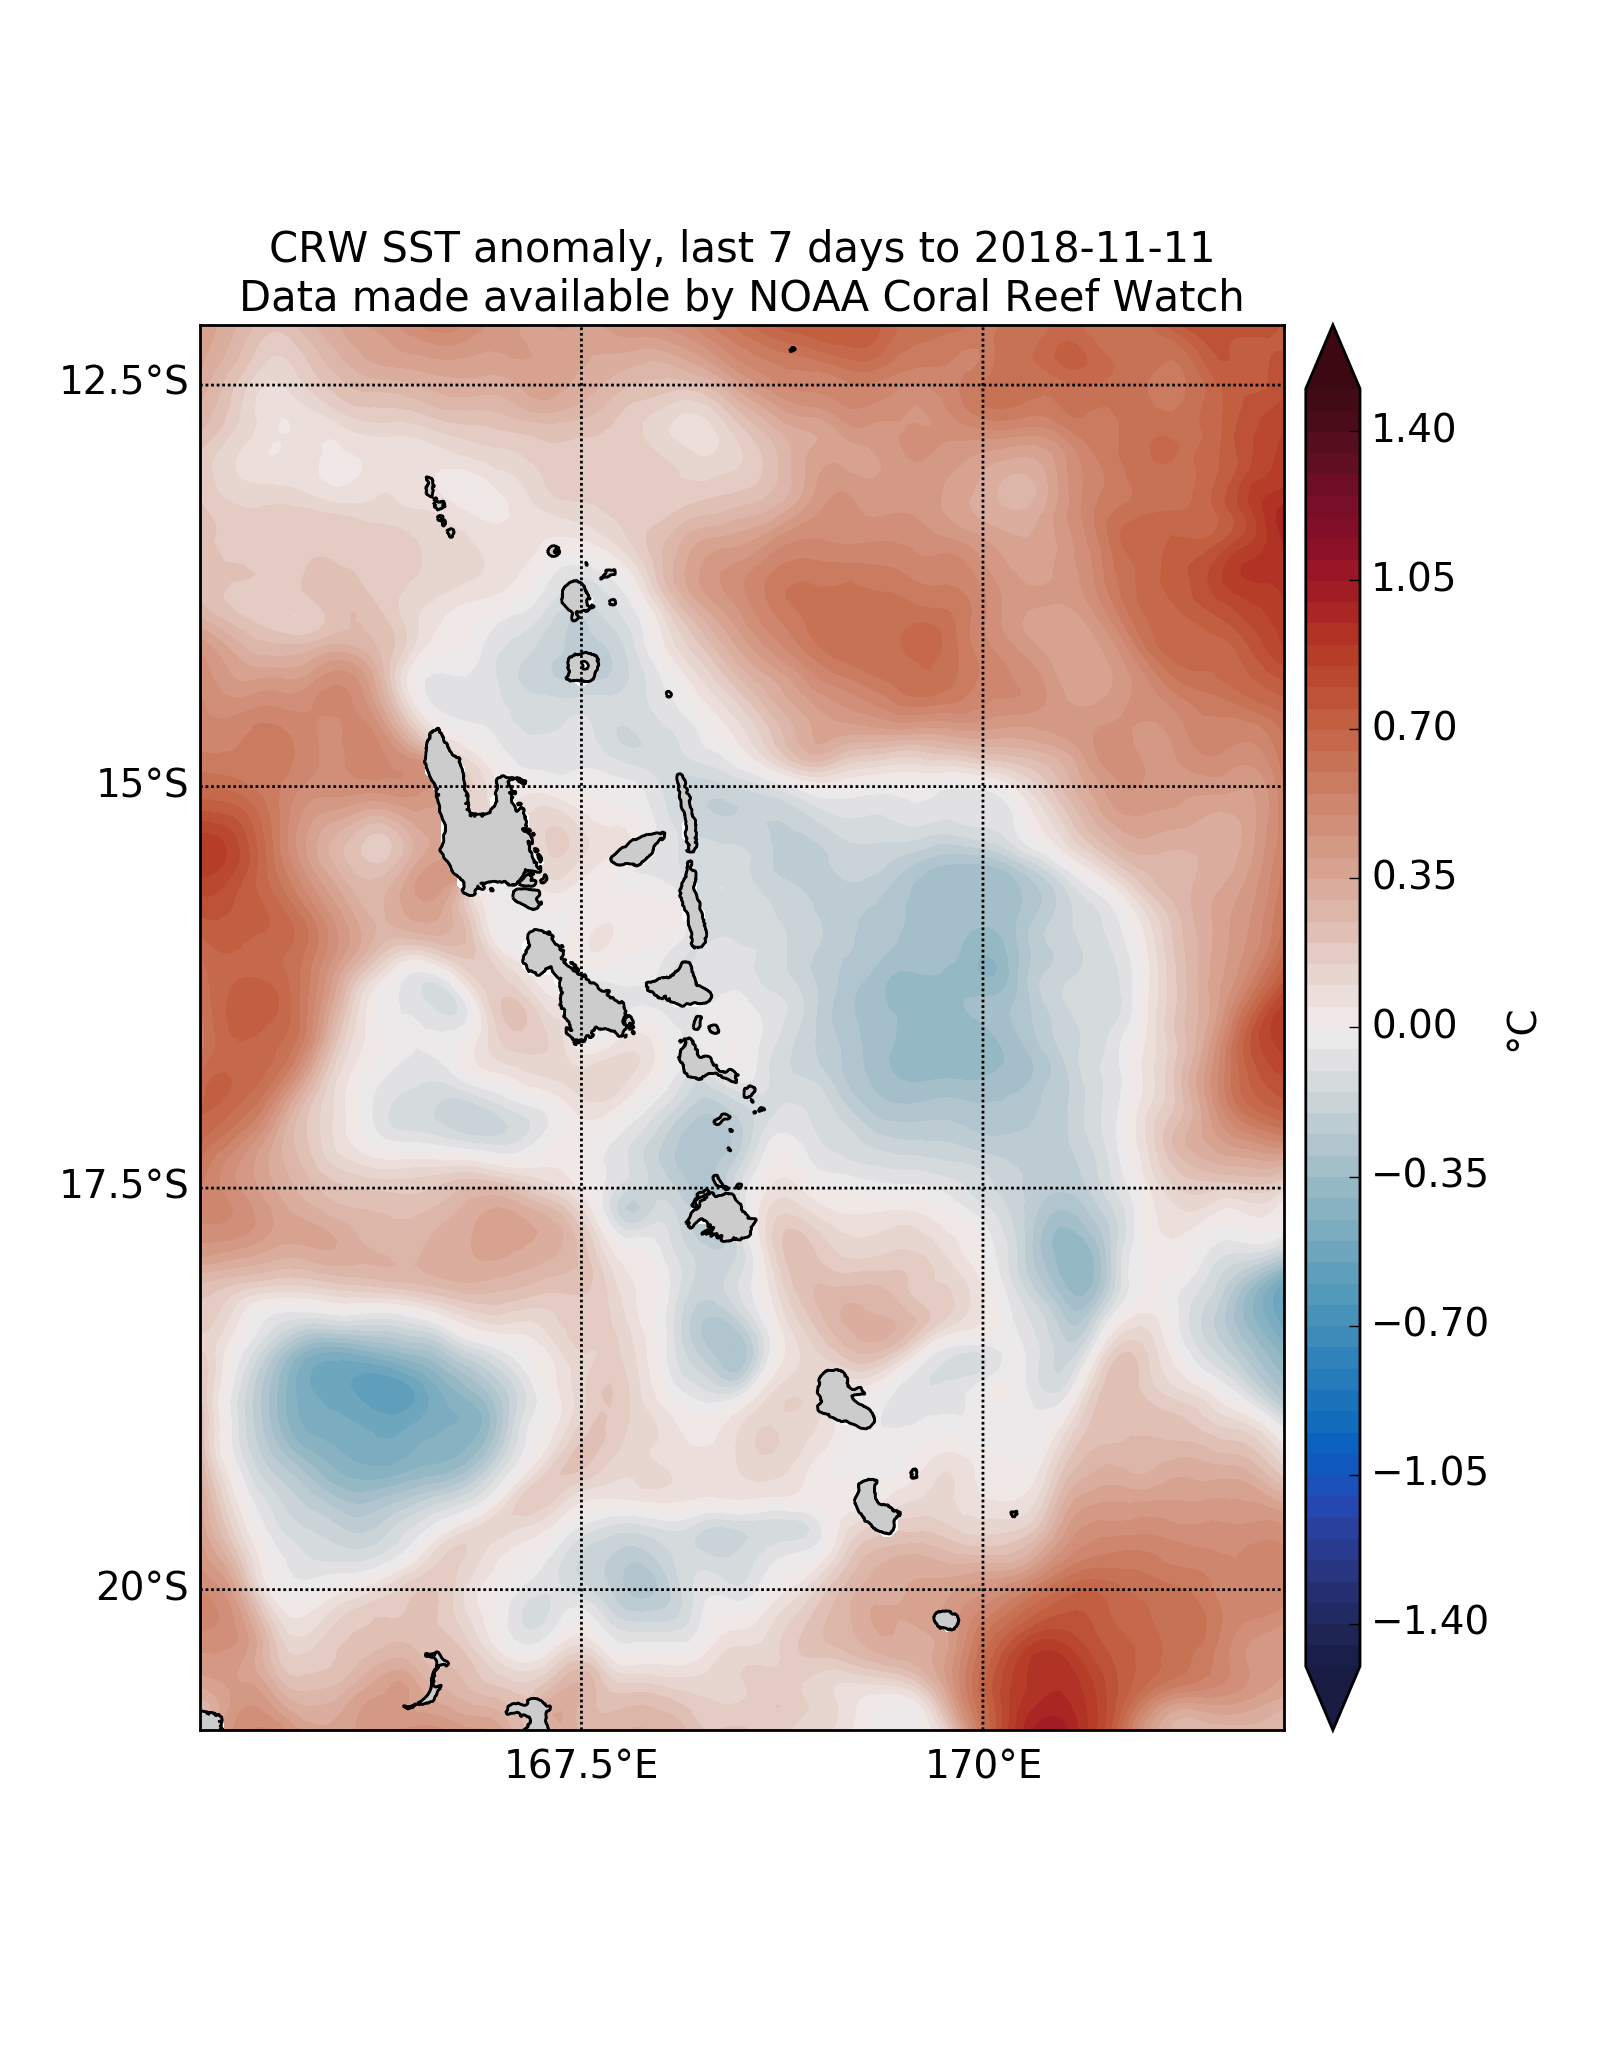 CRW SST anomaly, last 7 days to 2018-11-11
Data made available by NOAA Coral Reef Watch
12.5°S
15°S
17.5°S
20°S
167.5°E
170°E
1.40
1.05
0.70
0.35
0.00
−0.35
−0.70
−1.05
−1.40
°C